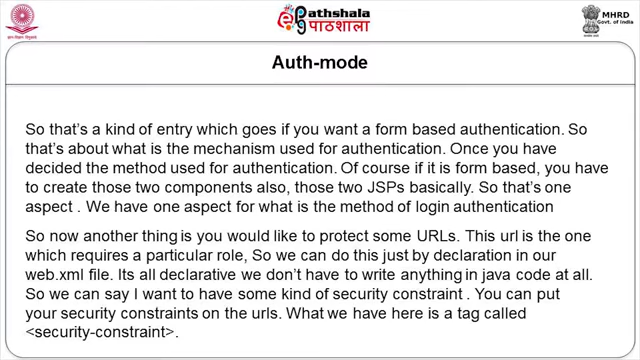 Pathshala
पाठशाला
MHRD
Govt. of India
Auth-mode
So that's a kind of entry which goes if you want a form based authentication. So
that's about what is the mechanism used for authentication. Once you have
decided the method used for authentication. Of course if it is form based, you have
to create those two components also, those two JSPs basically. So that's one
aspect . We have one aspect for what is the method of login authentication
So now another thing is you would like to protect some URLs. This url is the one
which requires a particular role, So we can do this just by declaration in our
web.xml file. Its all declarative we don't have to write anything in java code at all.
So we can say I want to have some kind of security constraint . You can put
your security constraints on the urls. What we have here is a tag called
<security-constraint>.